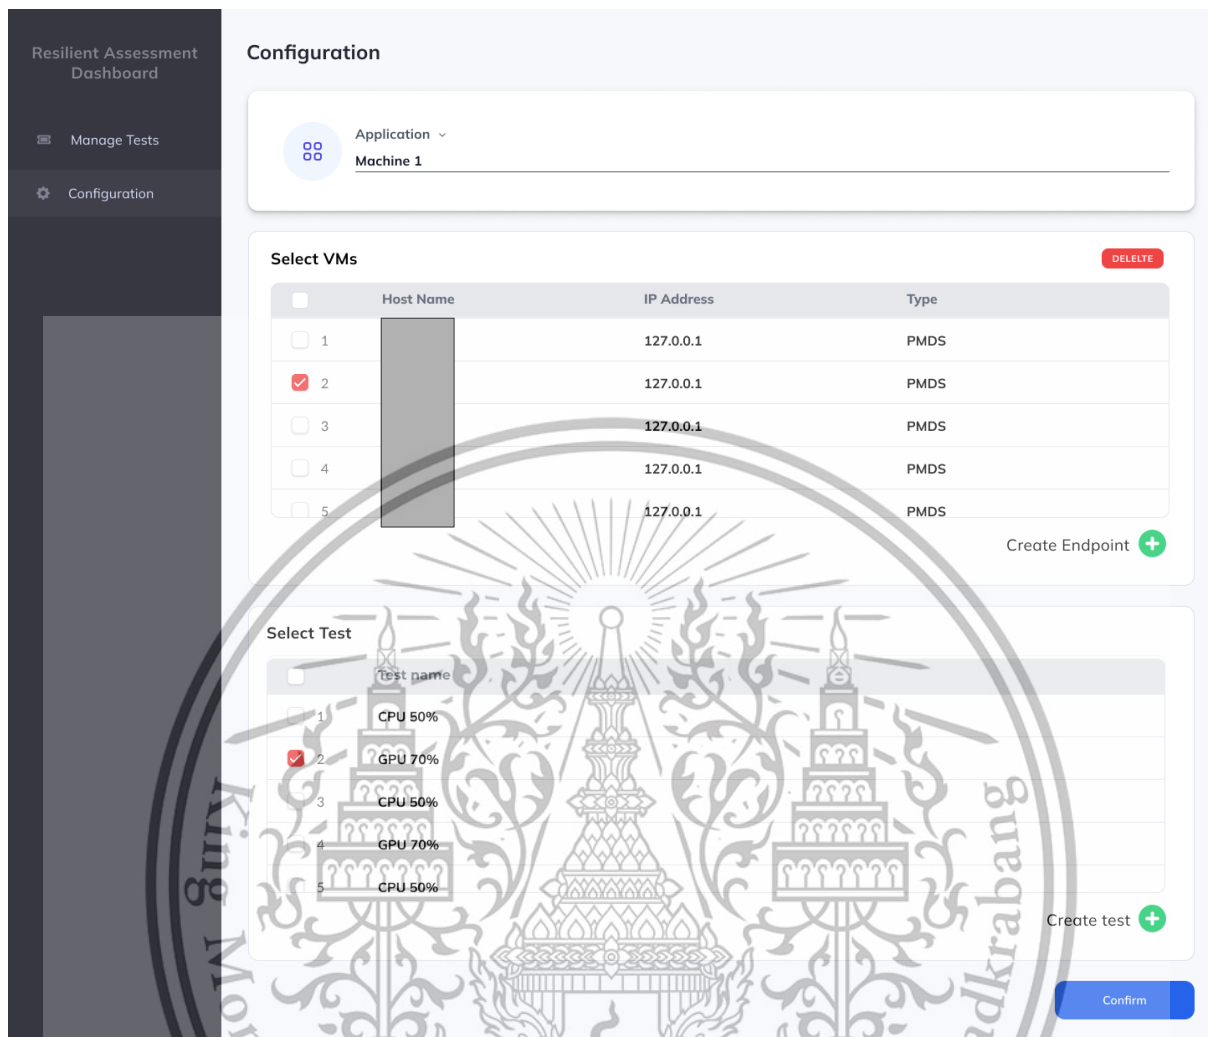 Resilient Assessment
Dashboard
Manage Tests
Configuration
Configuration
Application
Machine 1
Select VMs
DELELTE
Host Name IP Address Type
1 127.0.0.1 PMDS
2 127.0.0.1 PMDS
3 127.0.0.1 PMDS
4 127.0.0.1 PMDS
5 127.0.0.1 PMDS
Create Endpoint
Select Test
Test name
1 CPU 50%
2 GPU 70%
3 CPU 50%
4 GPU 70%
5 CPU 50%
Create test
Confirm
King Mon
adkrabang